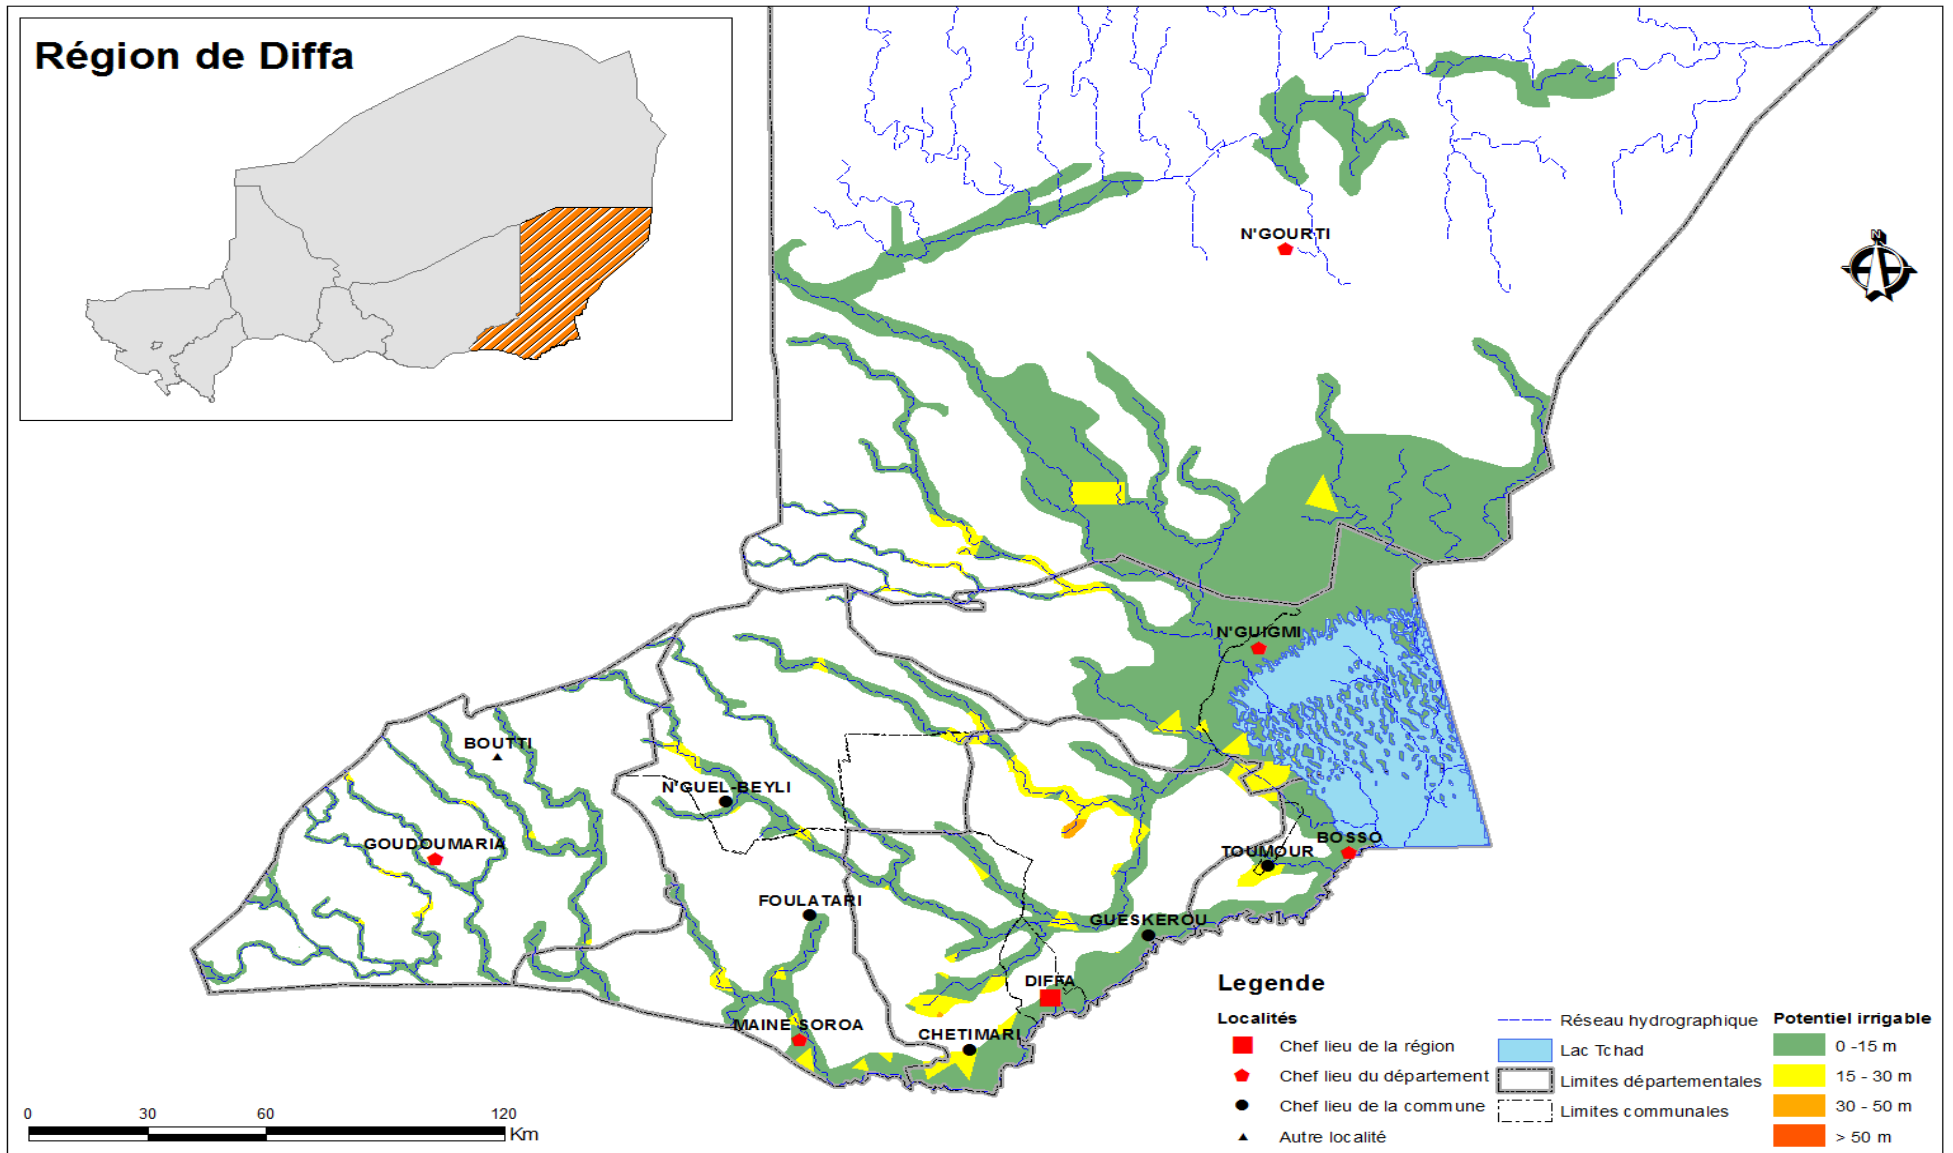 Région de Diffa
N
N'GOURTI
N'GUIGMI
BOUTTI
N'GUEL-BEYLI
GOUDOUMARIA
BOSSO
TOUMOUR
FOULATARI
GUESKEROU
DIFFA
MAINE SOROA
CHETIMARI
Legende
Localités
Chef lieu de la région
Chef lieu du département
Chef lieu de la commune
Autre localité
Réseau hydrographique
Lac Tchad
Limites départementales
Limites communales
Potentiel irrigable
0 -15 m
15 - 30 m
30 - 50 m
> 50 m
0 30 60 120
Km